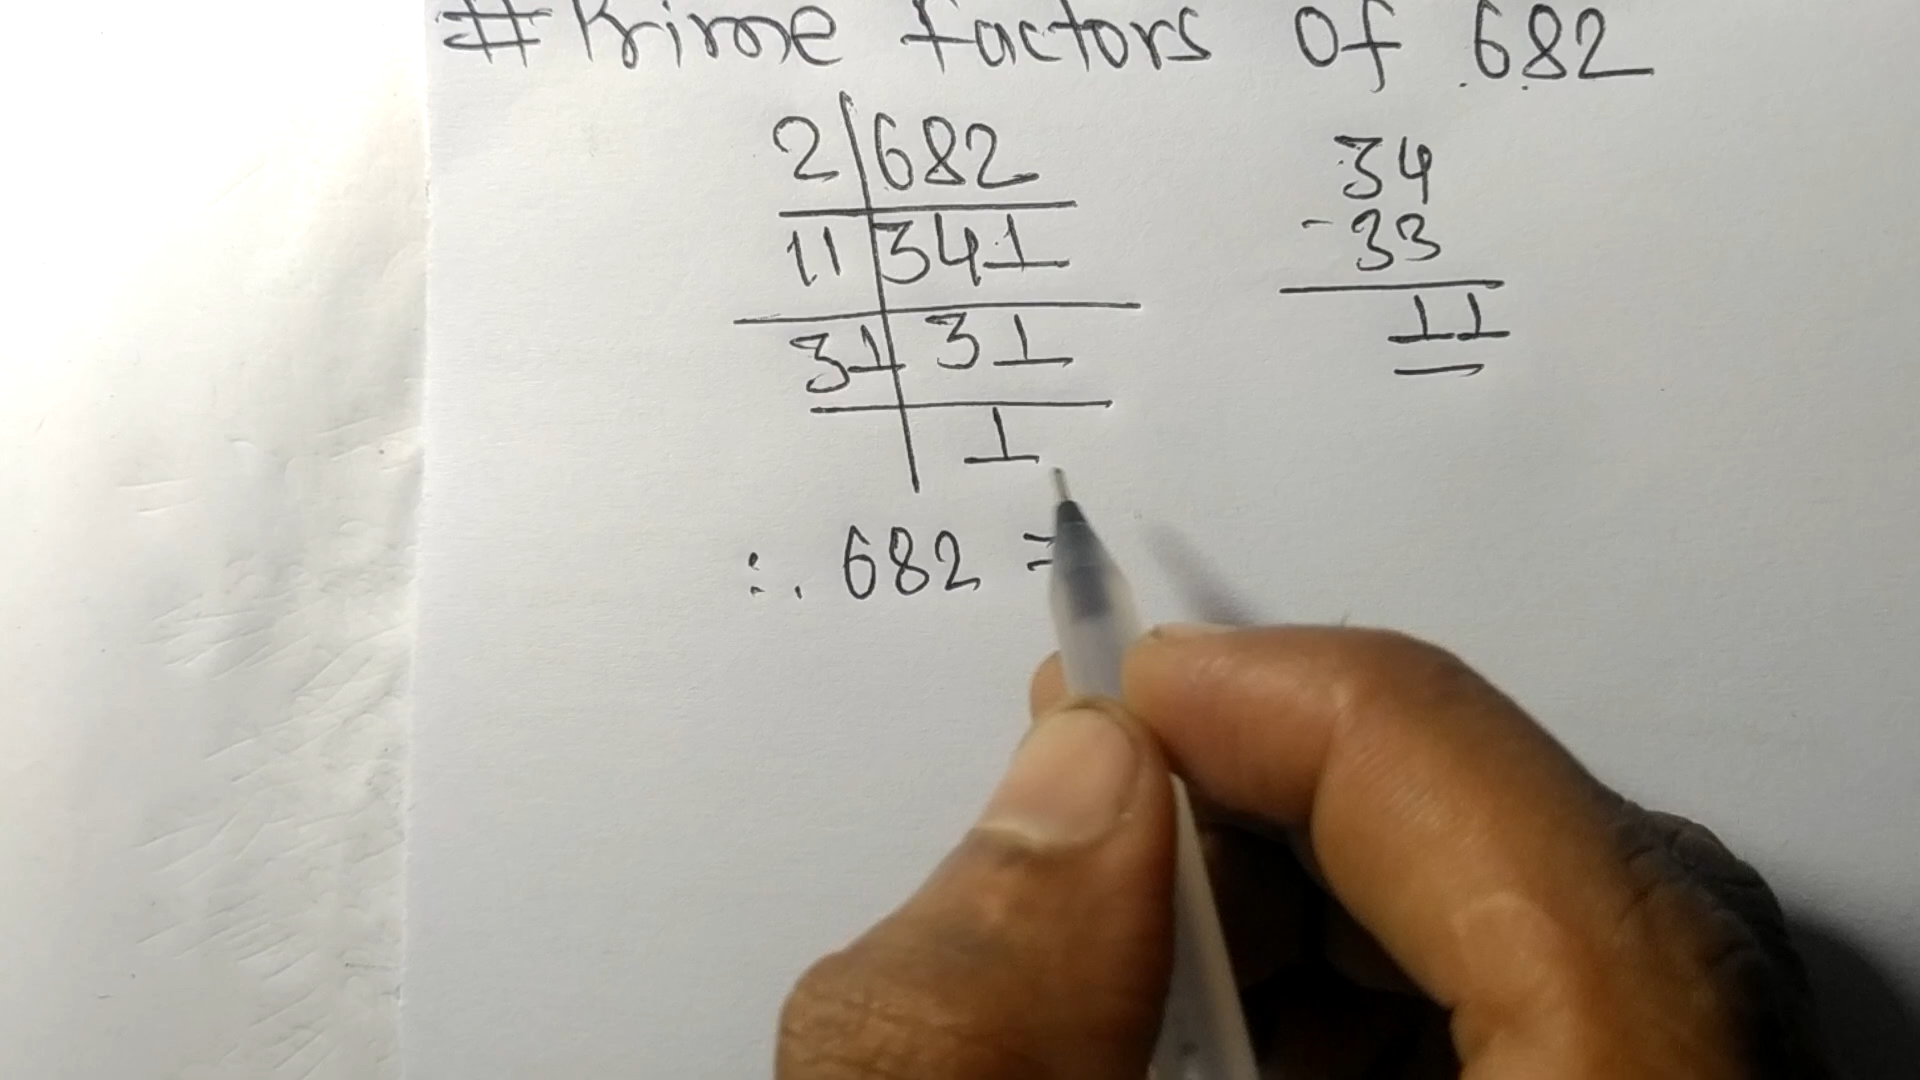 # Prime factors of 682
2 | 682
11 | 341
31 | 31
1
34
- 33
11
∴ 682 =